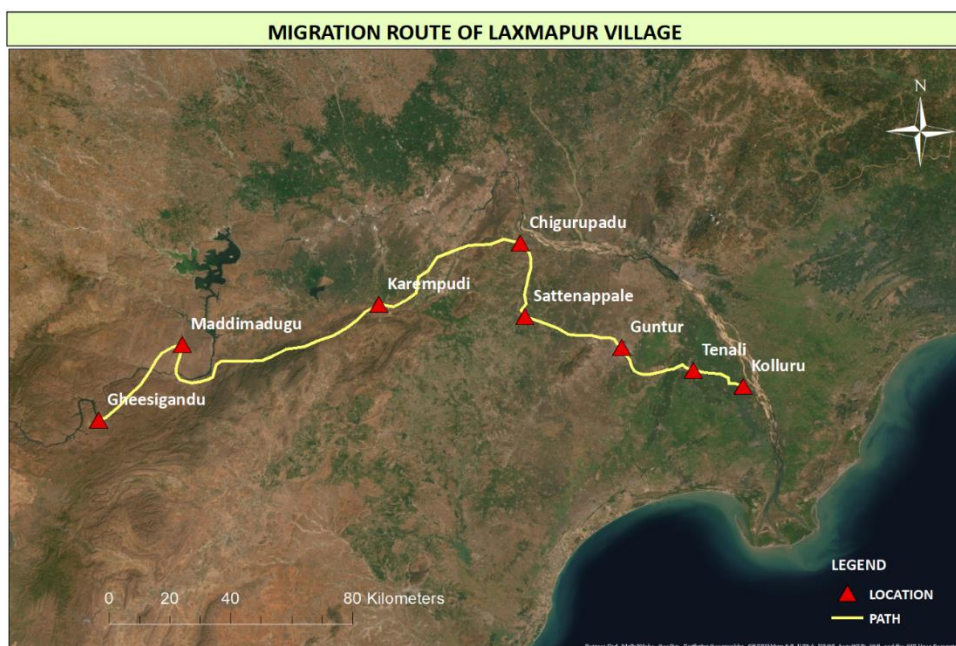 MIGRATION ROUTE OF LAXMAPUR VILLAGE
N
Chigurupadu
Karempudi
Sattenappale
Maddimadugu
Guntur
Tenali
Kolluru
Gheesigandu
LEGEND
LOCATION
PATH
0 20 40 80 Kilometers